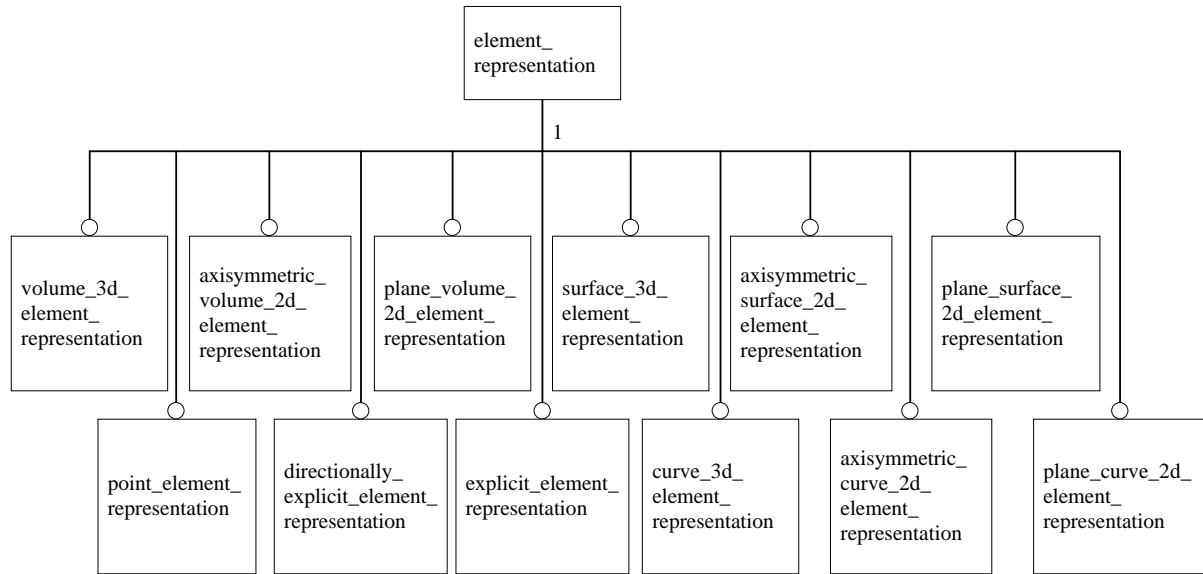 element_
representation
1
volume_3d_
element_
representation
axisymmetric_
volume_2d_
element_
representation
plane_volume_
2d_element_
representation
surface_3d_
element_
representation
axisymmetric_
surface_2d_
element_
representation
plane_surface_
2d_element_
representation
point_element_
representation
directionally_
explicit_element_
representation
explicit_element_
representation
curve_3d_
element_
representation
axisymmetric_
curve_2d_
element_
representation
plane_curve_2d_
element_
representation